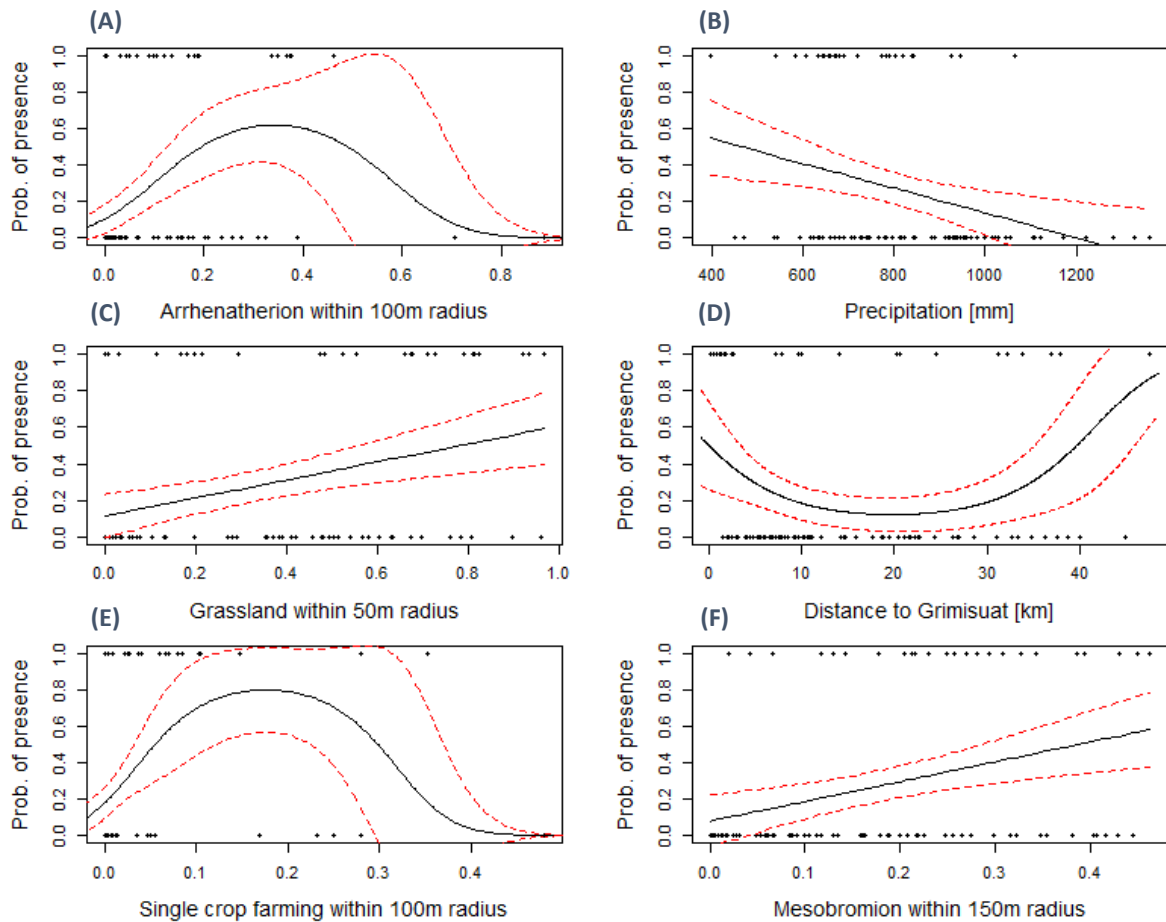 (A)
Prob. of presence
0.0 0.2 0.4 0.6 0.8 1.0
0.0 0.2 0.4 0.6 0.8
Arrhenatherion within 100m radius
(B)
Prob. of presence
0.0 0.2 0.4 0.6 0.8 1.0
400 600 800 1000 1200
Precipitation [mm]
(C)
Prob. of presence
0.0 0.2 0.4 0.6 0.8 1.0
0.0 0.2 0.4 0.6 0.8 1.0
Grassland within 50m radius
(D)
Prob. of presence
0.0 0.2 0.4 0.6 0.8 1.0
0 10 20 30 40
Distance to Grimisuat [km]
(E)
Prob. of presence
0.0 0.2 0.4 0.6 0.8 1.0
0.0 0.1 0.2 0.3 0.4
Single crop farming within 100m radius
(F)
Prob. of presence
0.0 0.2 0.4 0.6 0.8 1.0
0.0 0.1 0.2 0.3 0.4
Mesobromion within 150m radius